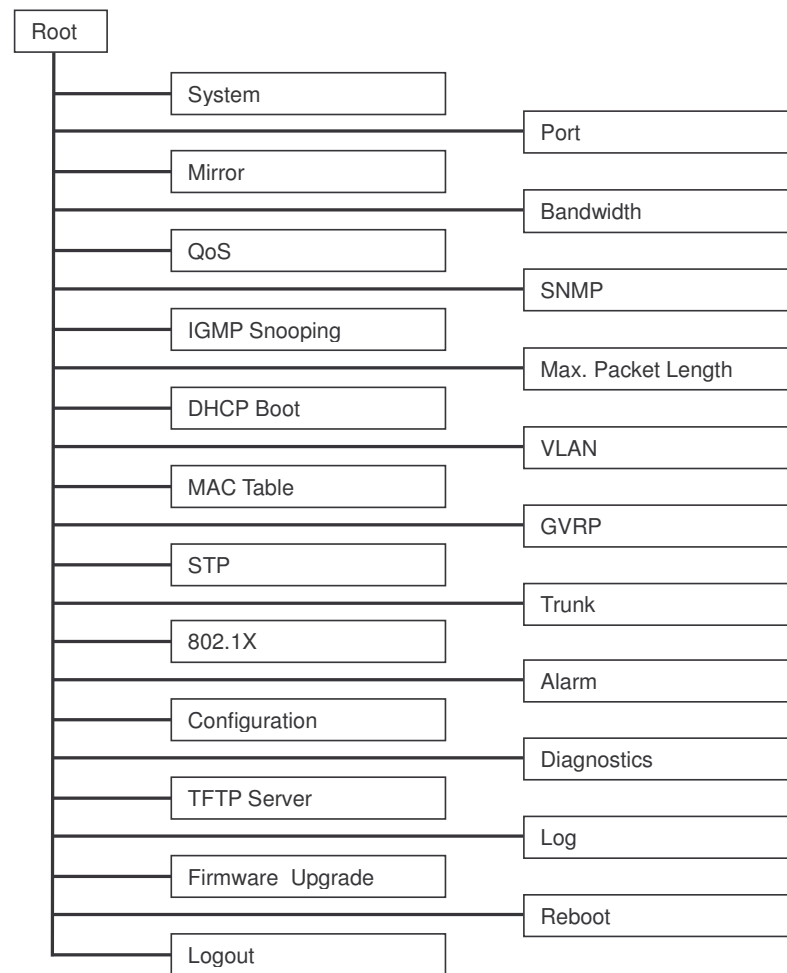 Root
System
Port
Mirror
Bandwidth
QoS
SNMP
IGMP Snooping
Max. Packet Length
DHCP Boot
VLAN
MAC Table
GVRP
STP
Trunk
802.1X
Alarm
Configuration
Diagnostics
TFTP Server
Log
Firmware Upgrade
Reboot
Logout